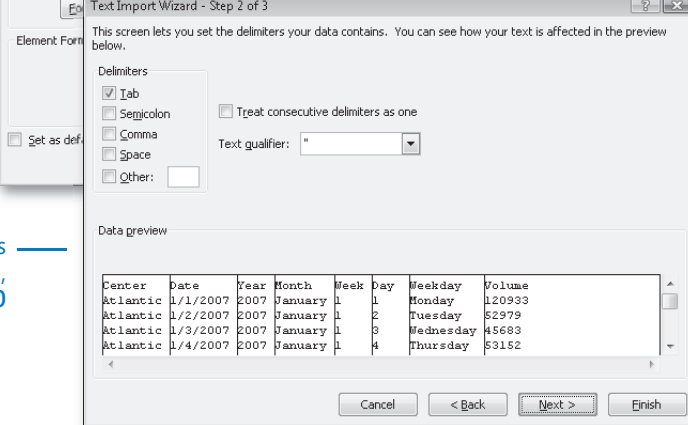 Text Import Wizard - Step 2 of 3
This screen lets you set the delimiters your data contains.  You can see how your text is affected in the preview
below.
Element Form
Delimiters
Tab
Semicolon
Comma
Space
Other:
Treat consecutive delimiters as one
Text qualifier: "
Set as defa
Data preview
Center Date Year Month Week Day Weekday Volume
Atlantic 1/1/2007 2007 January 1 1 Monday 120933
Atlantic 1/2/2007 2007 January 1 2 Tuesday 52979
Atlantic 1/3/2007 2007 January 1 3 Wednesday 45683
Atlantic 1/4/2007 2007 January 1 4 Thursday 53152
Cancel
< Back
Next >
Finish